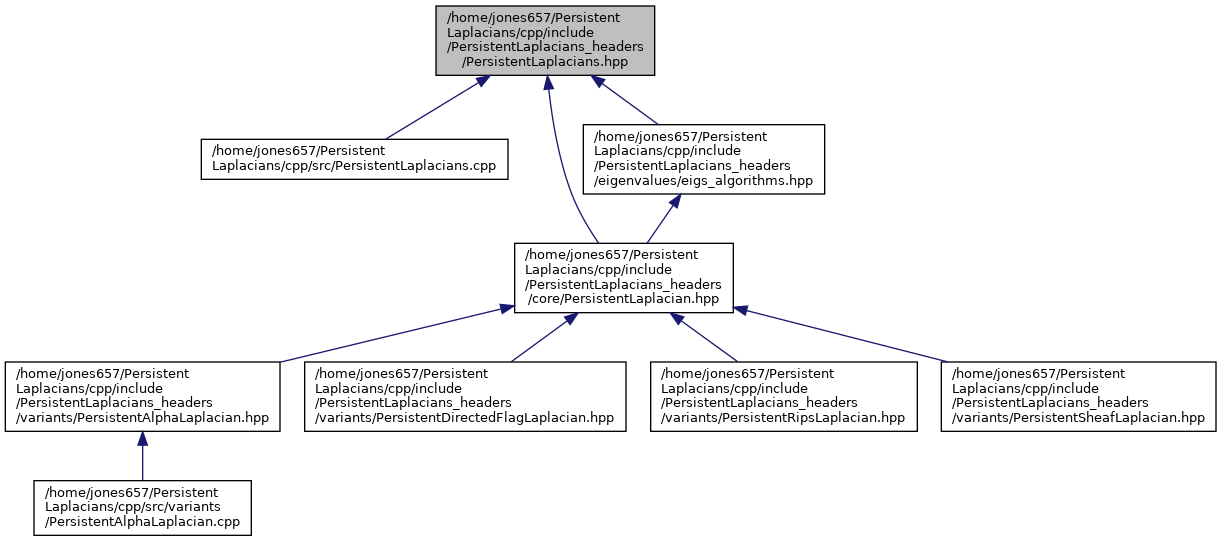 /home/jones657/Persistent
Laplacians/cpp/include
/PersistentLaplacians_headers
/PersistentLaplacians.hpp
/home/jones657/Persistent
Laplacians/cpp/src/PersistentLaplacians.cpp
/home/jones657/Persistent
Laplacians/cpp/include
/PersistentLaplacians_headers
/eigenvalues/eigs_algorithms.hpp
/home/jones657/Persistent
Laplacians/cpp/include
/PersistentLaplacians_headers
/core/PersistentLaplacian.hpp
/home/jones657/Persistent
Laplacians/cpp/include
/PersistentLaplacians_headers
/variants/PersistentAlphaLaplacian.hpp
/home/jones657/Persistent
Laplacians/cpp/include
/PersistentLaplacians_headers
/variants/PersistentDirectedFlagLaplacian.hpp
/home/jones657/Persistent
Laplacians/cpp/include
/PersistentLaplacians_headers
/variants/PersistentRipsLaplacian.hpp
/home/jones657/Persistent
Laplacians/cpp/include
/PersistentLaplacians_headers
/variants/PersistentSheafLaplacian.hpp
/home/jones657/Persistent
Laplacians/cpp/src/variants
/PersistentAlphaLaplacian.cpp